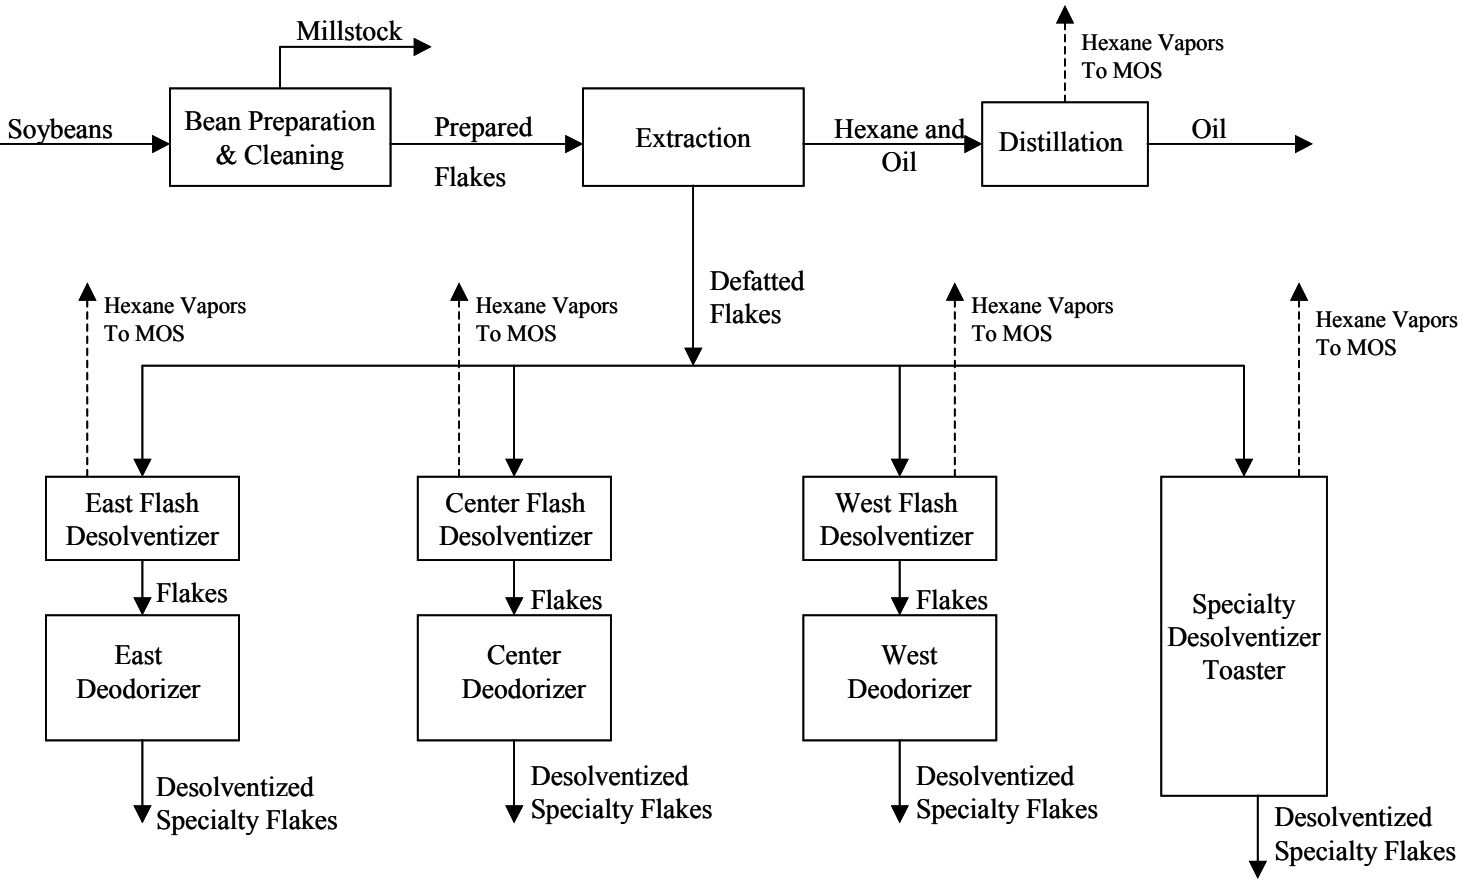 Millstock
Hexane Vapors
To MOS
Soybeans
Bean Preparation
& Cleaning
Prepared
Flakes
Extraction
Hexane and
Oil
Distillation
Oil
Defatted
Flakes
Hexane Vapors
To MOS
Hexane Vapors
To MOS
Hexane Vapors
To MOS
Hexane Vapors
To MOS
East Flash
Desolventizer
Center Flash
Desolventizer
West Flash
Desolventizer
Flakes
Flakes
Flakes
East
Deodorizer
Center
Deodorizer
West
Deodorizer
Specialty
Desolventizer
Toaster
Desolventized
Specialty Flakes
Desolventized
Specialty Flakes
Desolventized
Specialty Flakes
Desolventized
Specialty Flakes